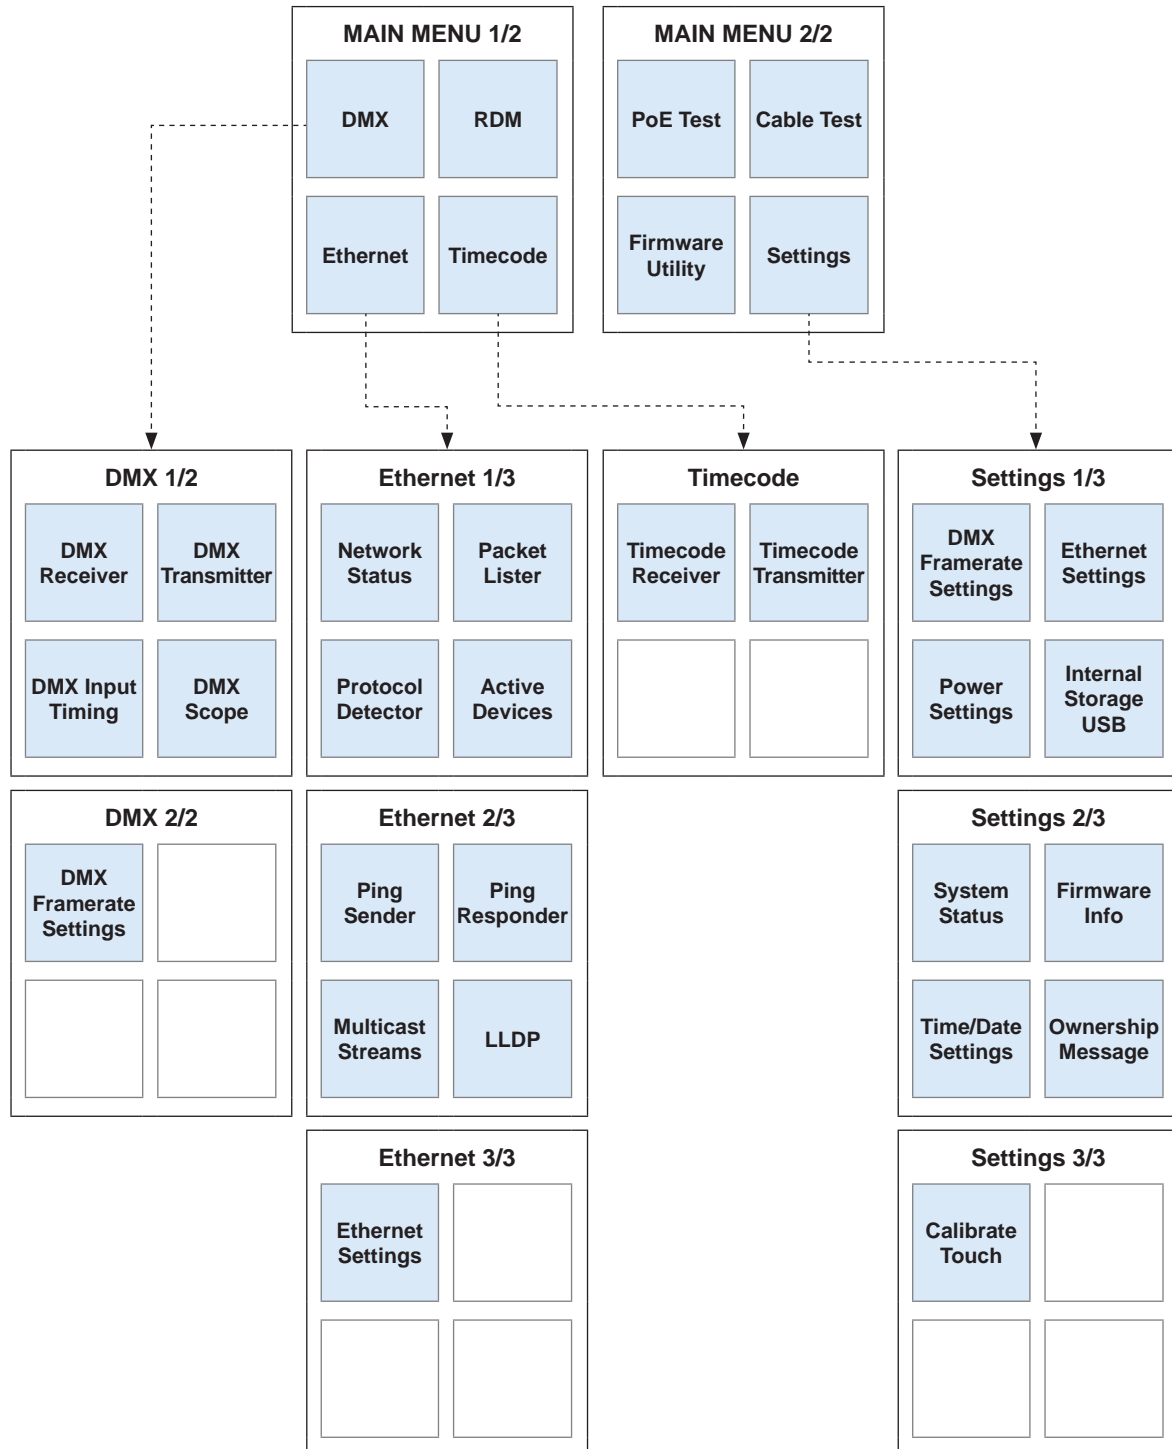 MAIN MENU 1/2
DMX
RDM
Ethernet
Timecode
MAIN MENU 2/2
PoE Test
Cable Test
Firmware
Utility
Settings
DMX 1/2
DMX
Receiver
DMX
Transmitter
DMX Input
Timing
DMX
Scope
DMX 2/2
DMX
Framerate
Settings
Ethernet 1/3
Network
Status
Packet
Lister
Protocol
Detector
Active
Devices
Ethernet 2/3
Ping
Sender
Ping
Responder
Multicast
Streams
LLDP
Ethernet 3/3
Ethernet
Settings
Timecode
Timecode
Receiver
Timecode
Transmitter
Settings 1/3
DMX
Framerate
Settings
Ethernet
Settings
Power
Settings
Internal
Storage
USB
Settings 2/3
System
Status
Firmware
Info
Time/Date
Settings
Ownership
Message
Settings 3/3
Calibrate
Touch